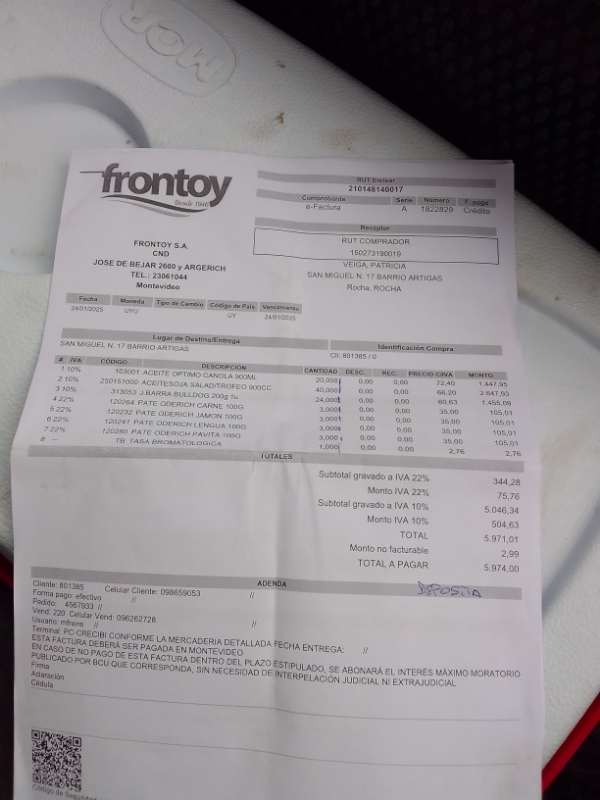 MCR
frontoy
Desde 1946
RUT Emisor
210148140017
Comprobante Serie Número F. pago
e-Factura A 1822829 Crédito
Receptor
RUT COMPRADOR
150273190019
VEIGA, PATRICIA
SAN MIGUEL N. 17 BARRIO ARTIGAS
Rocha, ROCHA
FRONTOY S.A.
CND
JOSE DE BEJAR 2600 y ARGERICH
TEL.: 23061044
Montevideo
Fecha Moneda Tipo de Cambio Código de País Vencimiento
24/01/2025 UYU UY 24/01/2025
Lugar de Destino/Entrega Identificación Compra
SAN MIGUEL N. 17 BARRIO ARTIGAS CI: 801385 / 0
# IVA CÓDIGO DESCRIPCIÓN CANTIDAD DESC. REC. PRECIO C/IVA MONTO
1 10% 103001 ACEITE OPTIMO CANOLA 900ML 20,000 0,00 0,00 72,40 1.447,95
2 10% 250151000 ACEITESOJA SALAD/TROFEO 900CC 40,000 0,00 0,00 66,20 2.647,93
3 10% 313053 J.BARRA BULLDOG 200g 1u 24,000 0,00 0,00 60,63 1.455,09
4 22% 120264 PATE ODERICH CARNE 100G 3,000 0,00 0,00 35,00 105,01
5 22% 120232 PATE ODERICH JAMON 100G 3,000 0,00 0,00 35,00 105,01
6 22% 120241 PATE ODERICH LENGUA 100G 3,000 0,00 0,00 35,00 105,01
7 22% 120280 PATE ODERICH PAVITA 100G 3,000 0,00 0,00 35,00 105,01
8 -- TB TASA BROMATOLOGICA 1,000 0,00 0,00 2,76 2,76
TOTALES
Subtotal gravado a IVA 22% 344,28
Monto IVA 22% 75,76
Subtotal gravado a IVA 10% 5.046,34
Monto IVA 10% 504,63
TOTAL 5.971,01
Monto no facturable 2,99
TOTAL A PAGAR 5.974,00
ADENDA
DEPOSITA
Cliente: 801385 Celular Cliente: 098659053 //
Forma pago: efectivo //
Pedido: 4567933 //
Vend: 220 Celular Vend: 096262728
Usuario: mfreire // //
Terminal: PC CRECIBI CONFORME LA MERCADERIA DETALLADA FECHA ENTREGA: //
ESTA FACTURA DEBERÁ SER PAGADA EN MONTEVIDEO
EN CASO DE NO PAGO DE ESTA FACTURA DENTRO DEL PLAZO ESTIPULADO, SE ABONARÁ EL INTERÉS MÁXIMO MORATORIO
PUBLICADO POR BCU QUE CORRESPONDA, SIN NECESIDAD DE INTERPELACIÓN JUDICIAL NI EXTRAJUDICIAL
Firma
Aclaración
Cédula
Código de Seguridad